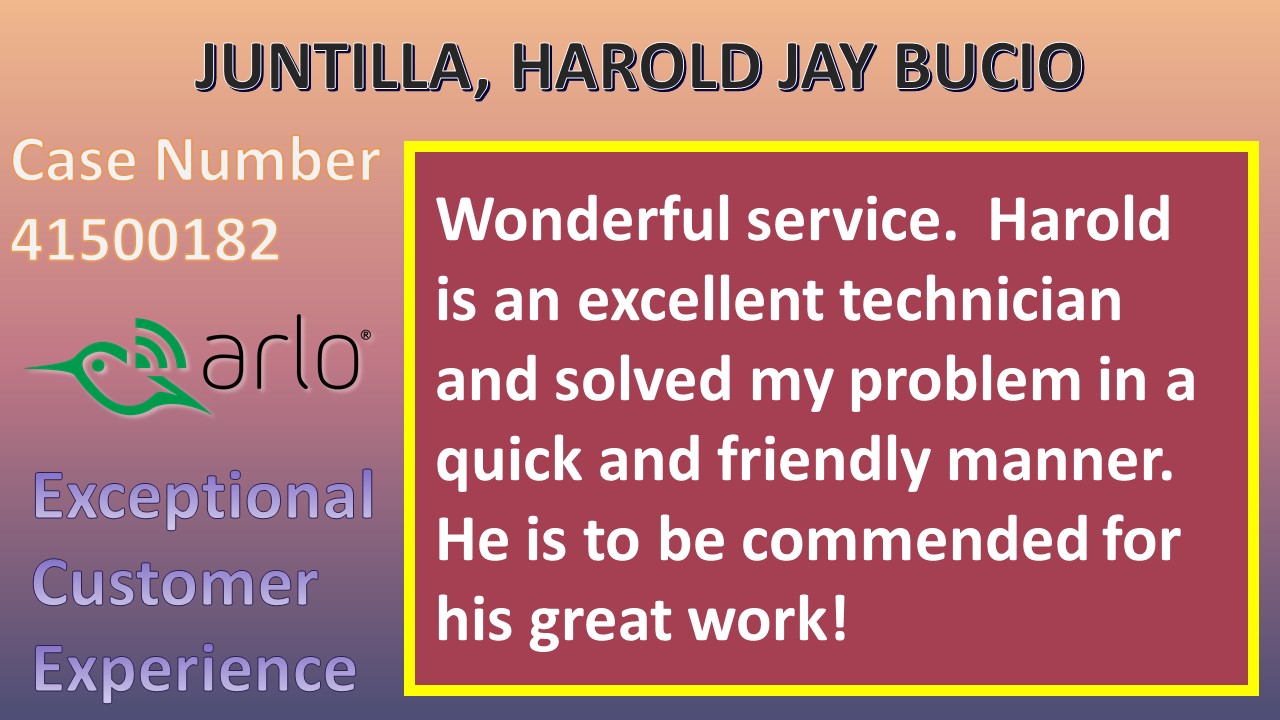 JUNTILLA, HAROLD JAY BUCIO
Case Number
41500182
arlo®
Exceptional
Customer
Experience
Wonderful service.  Harold
is an excellent technician
and solved my problem in a
quick and friendly manner.
He is to be commended for
his great work!